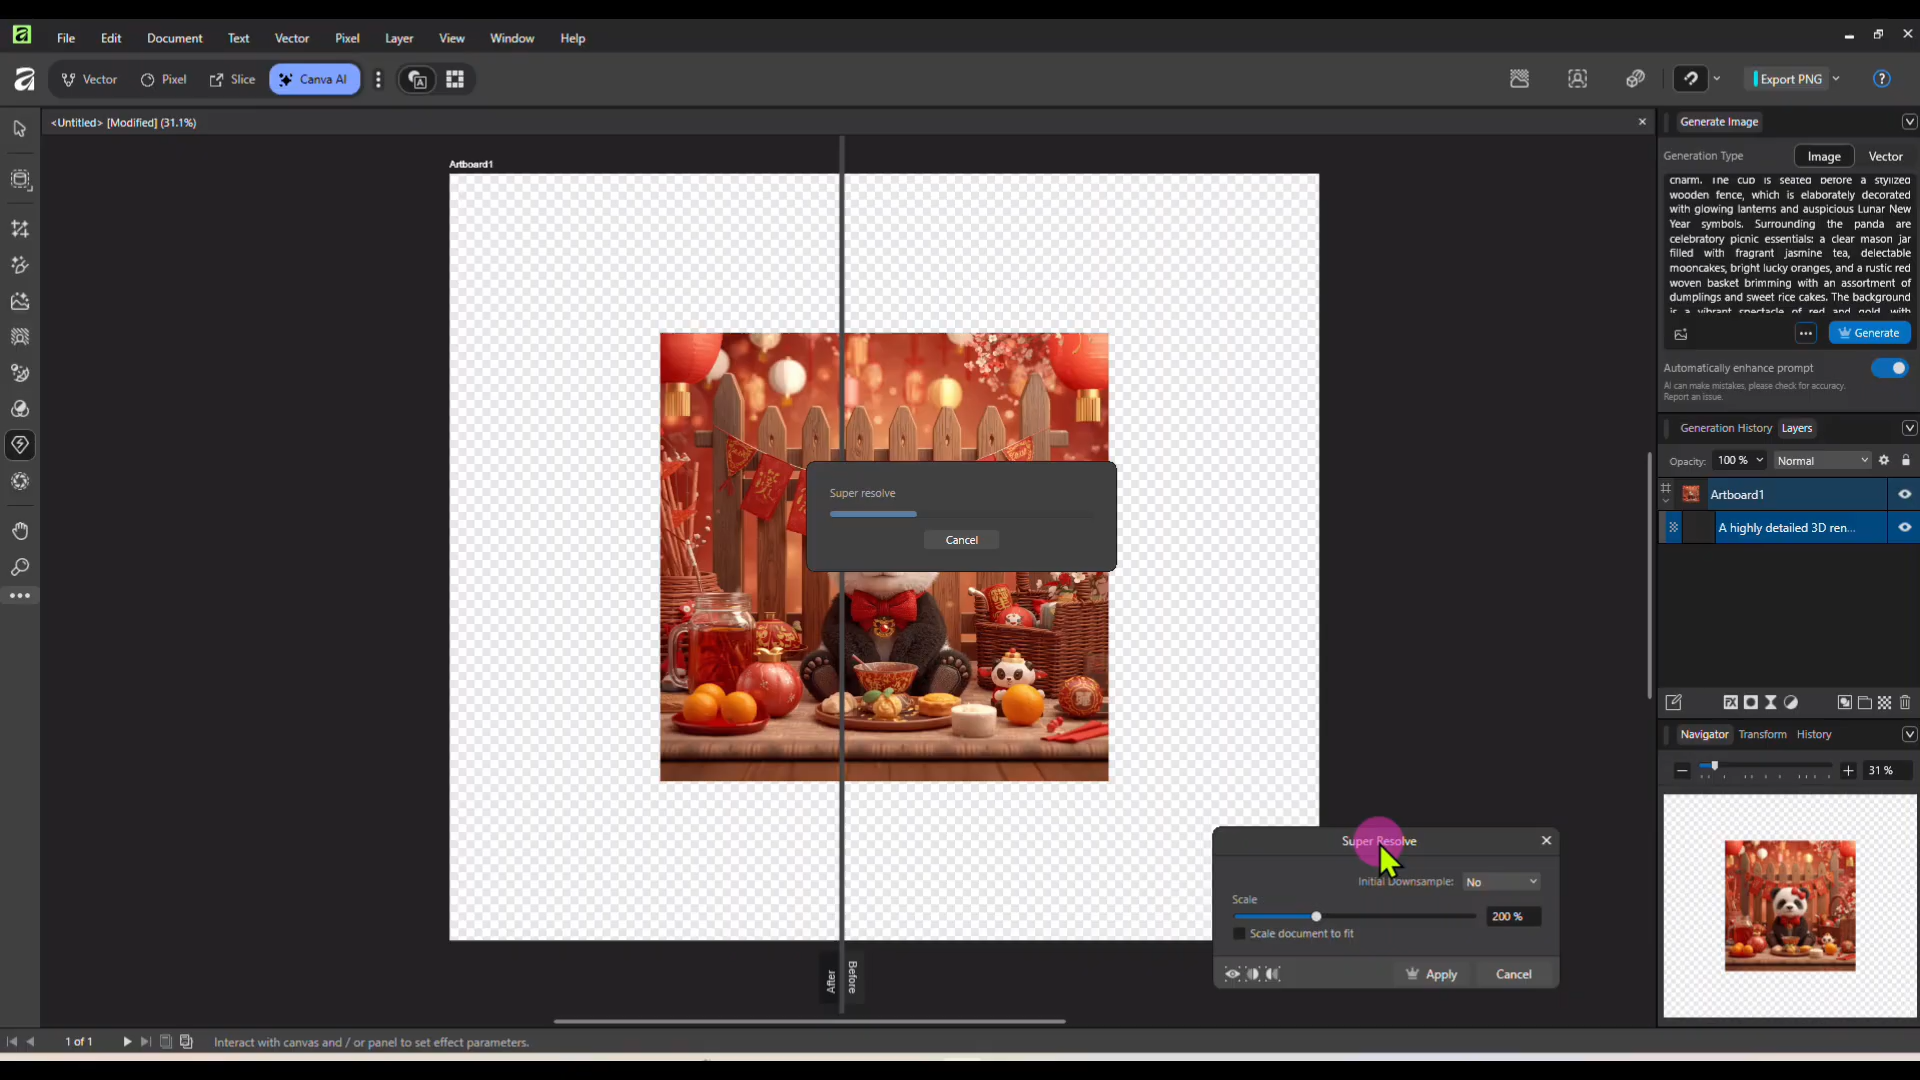 File Edit Document Text Vector Pixel Layer View Window Help
Vector Pixel Slice Canva AI Export PNG
<Untitled> [Modified] (31.1%)
Artboard1
Generate Image
Generation Type Image Vector
charm. The cub is seated before a stylized
wooden fence, which is elaborately decorated
with glowing lanterns and auspicious Lunar New
Year symbols. Surrounding the panda are
celebratory picnic essentials: a clear mason jar
filled with fragrant jasmine tea, delectable
mooncakes, bright lucky oranges, and a rustic red
woven basket brimming with an assortment of
dumplings and sweet rice cakes. The background
is a vibrant spectacle of red and gold, with
Generate
Automatically enhance prompt
AI can make mistakes, please check for accuracy.
Report an issue.
Generation History Layers
Opacity: 100 % Normal
Artboard1
A highly detailed 3D ren...
Super resolve
Cancel
Navigator Transform History
31 %
Super Resolve
Initial Downsample: No
Scale
200 %
Scale document to fit
Apply Cancel
After
Before
1 of 1 Interact with canvas and / or panel to set effect parameters.